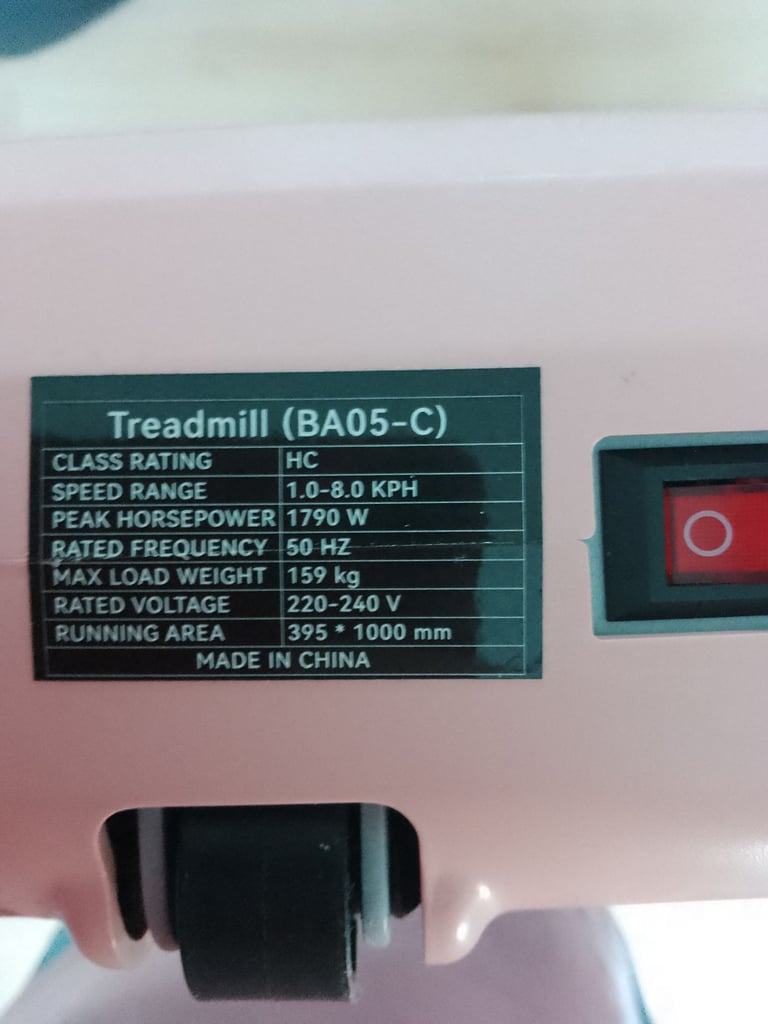 Treadmill (BA05-C)
CLASS RATING HC
SPEED RANGE 1.0-8.0 KPH
PEAK HORSEPOWER 1790 W
RATED FREQUENCY 50 HZ
MAX LOAD WEIGHT 159 kg
RATED VOLTAGE 220-240 V
RUNNING AREA 395 * 1000 mm
MADE IN CHINA